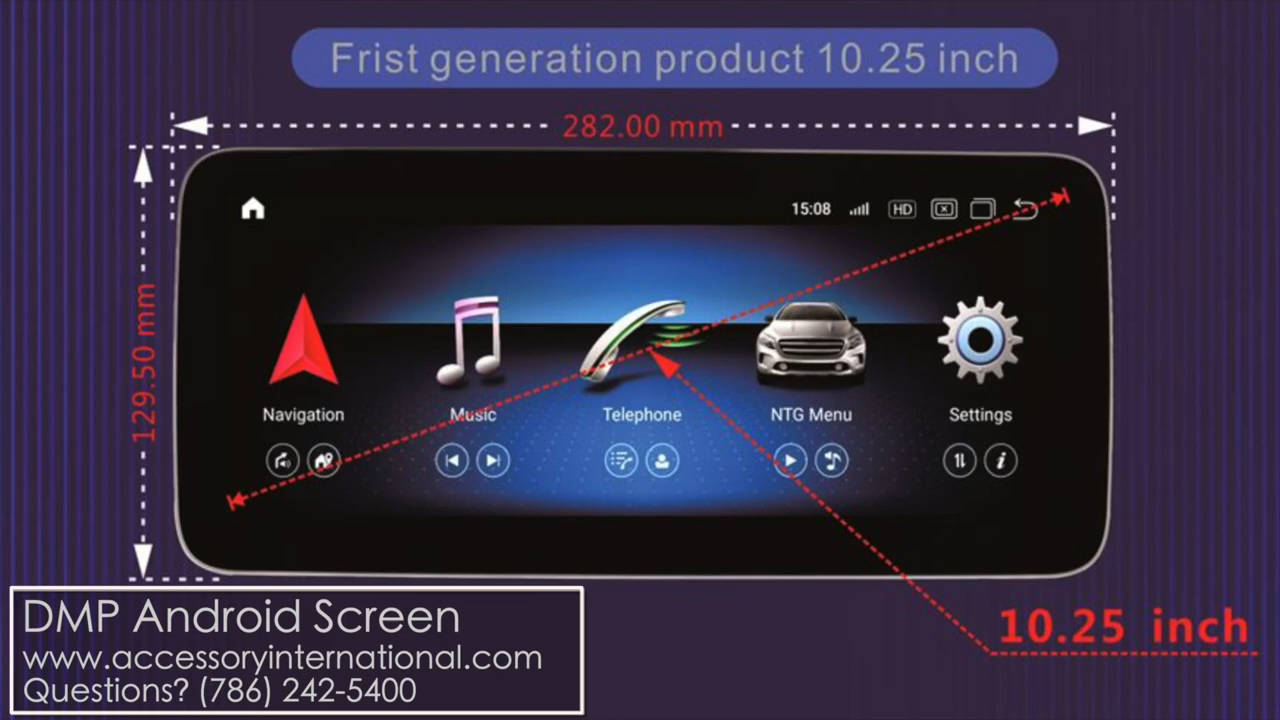 Frist generation product 10.25 inch
282.00 mm
129.50 mm
15:08
HD
Navigation
Music
Telephone
NTG Menu
Settings
10.25 inch
DMP Android Screen
www.accessoryinternational.com
Questions? (786) 242-5400